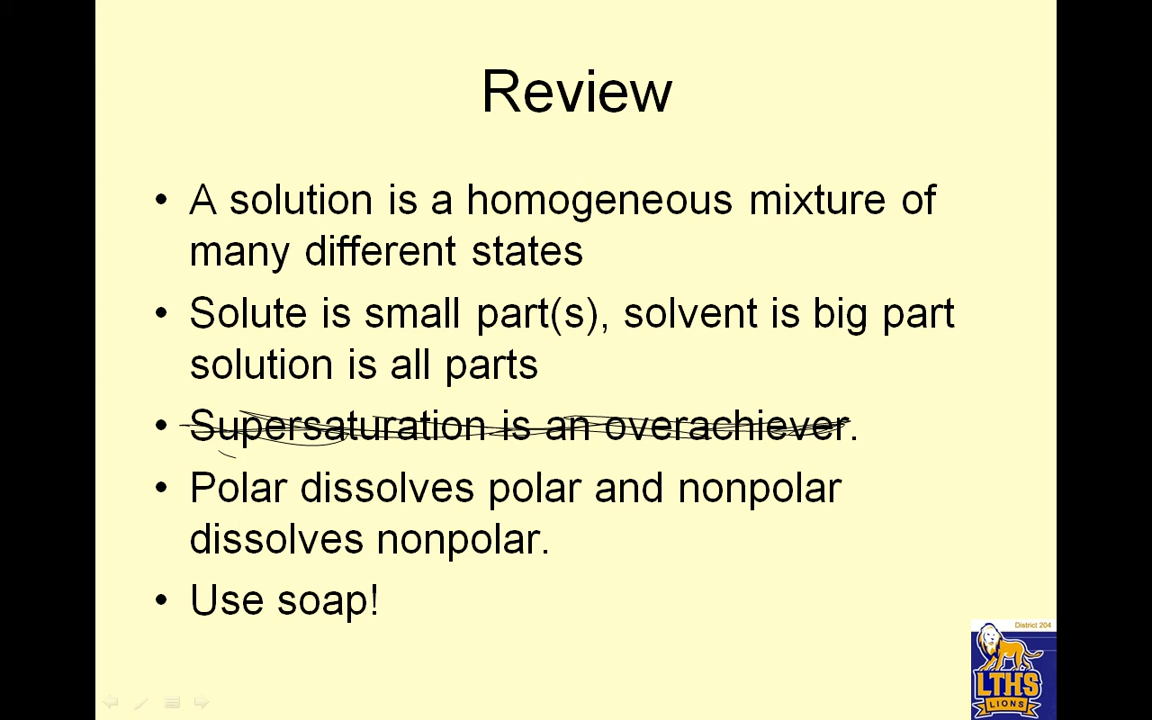 Review
• A solution is a homogeneous mixture of
many different states
• Solute is small part(s), solvent is big part
solution is all parts
• Supersaturation is an overachiever.
• Polar dissolves polar and nonpolar
dissolves nonpolar.
• Use soap!
District 204
LTHS
LIONS